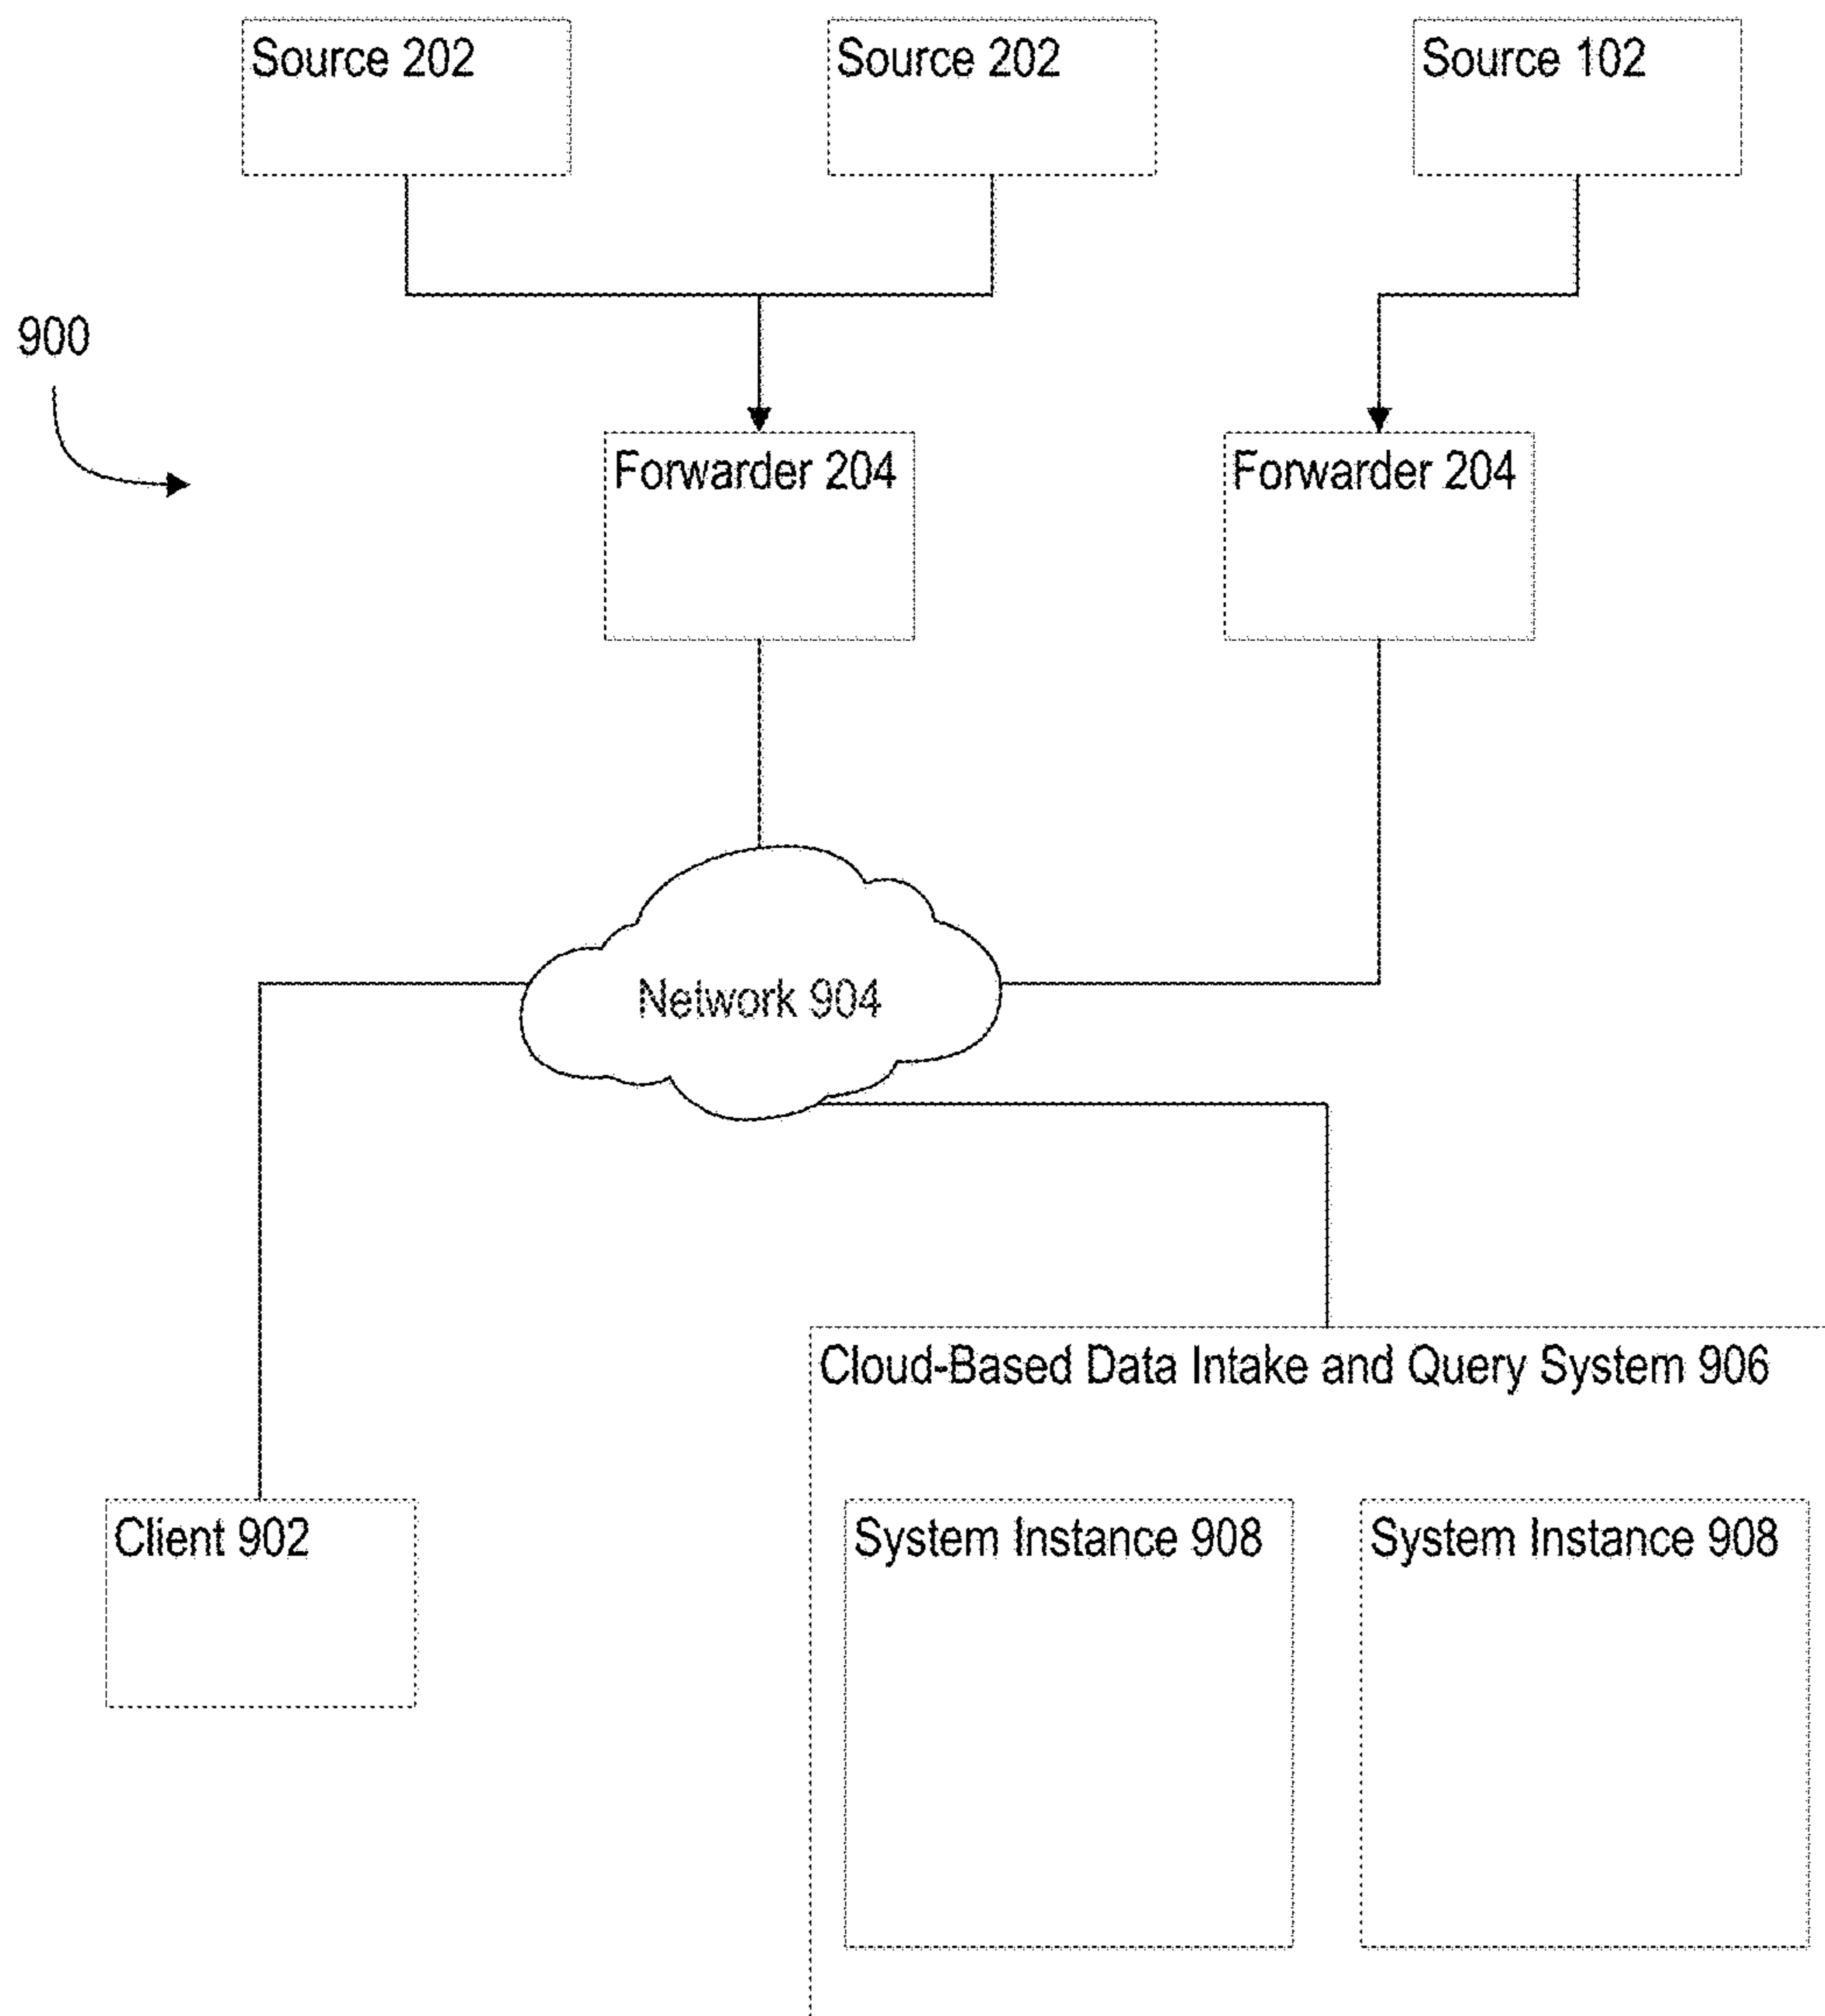 Source 202
Source 202
Source 102
900
Forwarder 204
Forwarder 204
Network 904
Cloud-Based Data Intake and Query System 906
Client 902
System Instance 908
System Instance 908